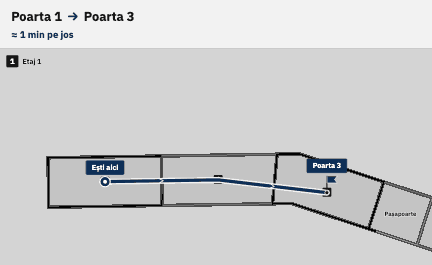 Poarta 1 → Poarta 3
≈ 1 min pe jos
1 Etaj 1
Ești aici
Poarta 3
Pașapoarte